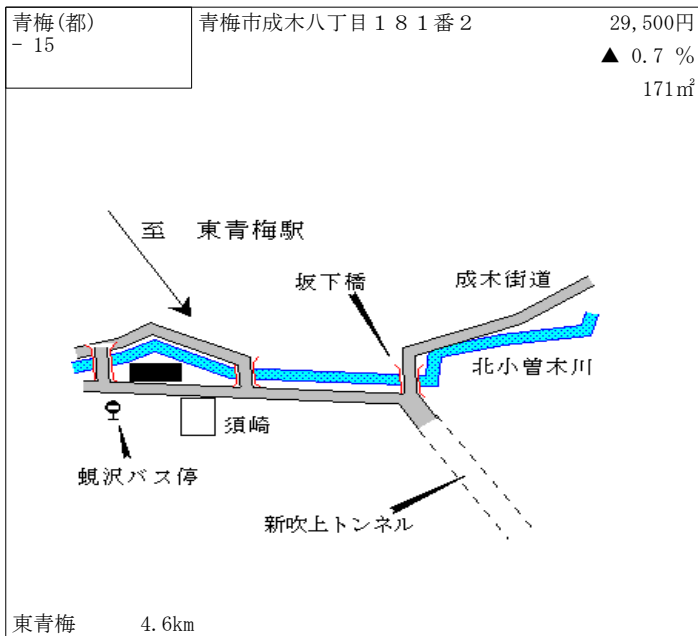 青梅(都)
- 15
青梅市成木八丁目１８１番２
29,500円
▲ 0.7 %
171㎡
至 東青梅駅
坂下橋
成木街道
北小曽木川
須崎
蜆沢バス停
新吹上トンネル
東青梅 4.6km